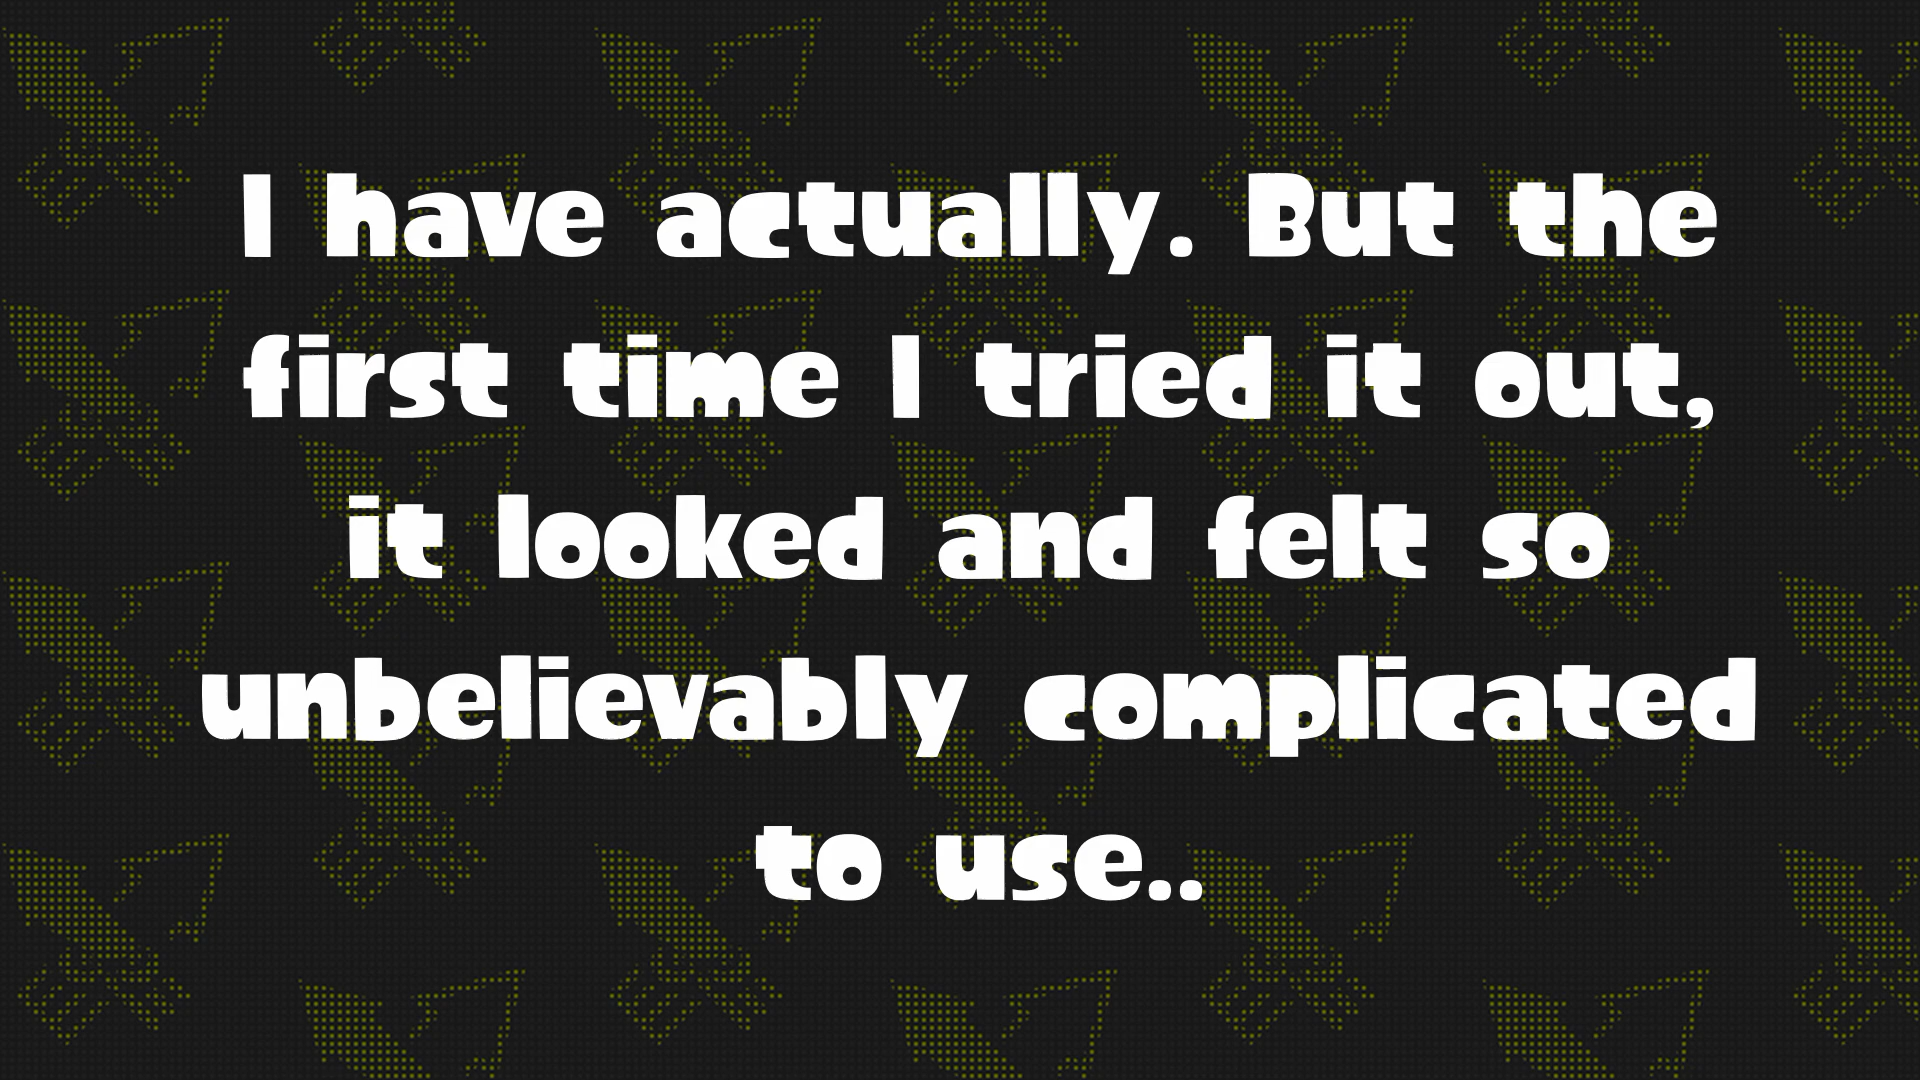 I have actually. But the
first time I tried it out,
it looked and felt so
unbelievably complicated
to use..